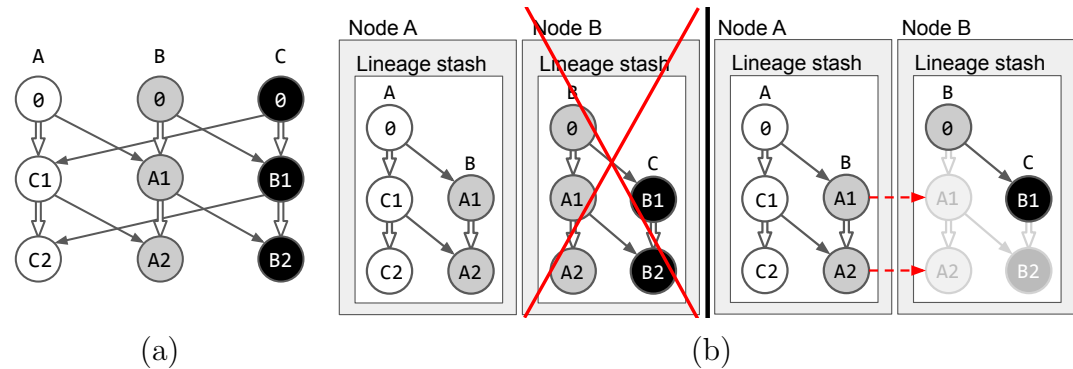 A B C
0 0 0
C1 A1 B1
C2 A2 B2
(a)
Node A
Lineage stash
A
0
B
C1 A1
C2 A2
Node B
Lineage stash
B
0
C
A1 B1
A2 B2
Node A
Lineage stash
A
0
B
C1 A1
C2 A2
Node B
Lineage stash
B
0
C
A1 B1
A2 B2
(b)